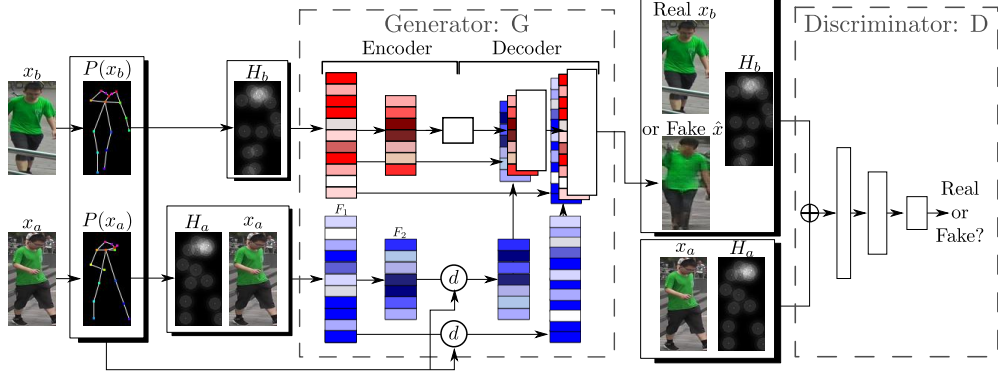 Generator: G
Encoder
Decoder
x_b
P(x_b)
H_b
x_a
P(x_a)
H_a
x_a
F_1
F_2
d
d
Real x_b
H_b
or Fake x̂
x_a
H_a
Discriminator: D
Real
or
Fake?